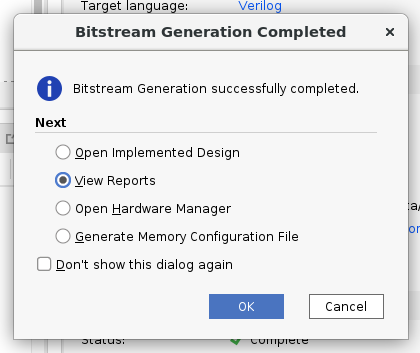 Target language: Verilog
Bitstream Generation Completed
Bitstream Generation successfully completed.
Next
Open Implemented Design
View Reports
Open Hardware Manager
Generate Memory Configuration File
Don't show this dialog again
OK Cancel
Status: Complete